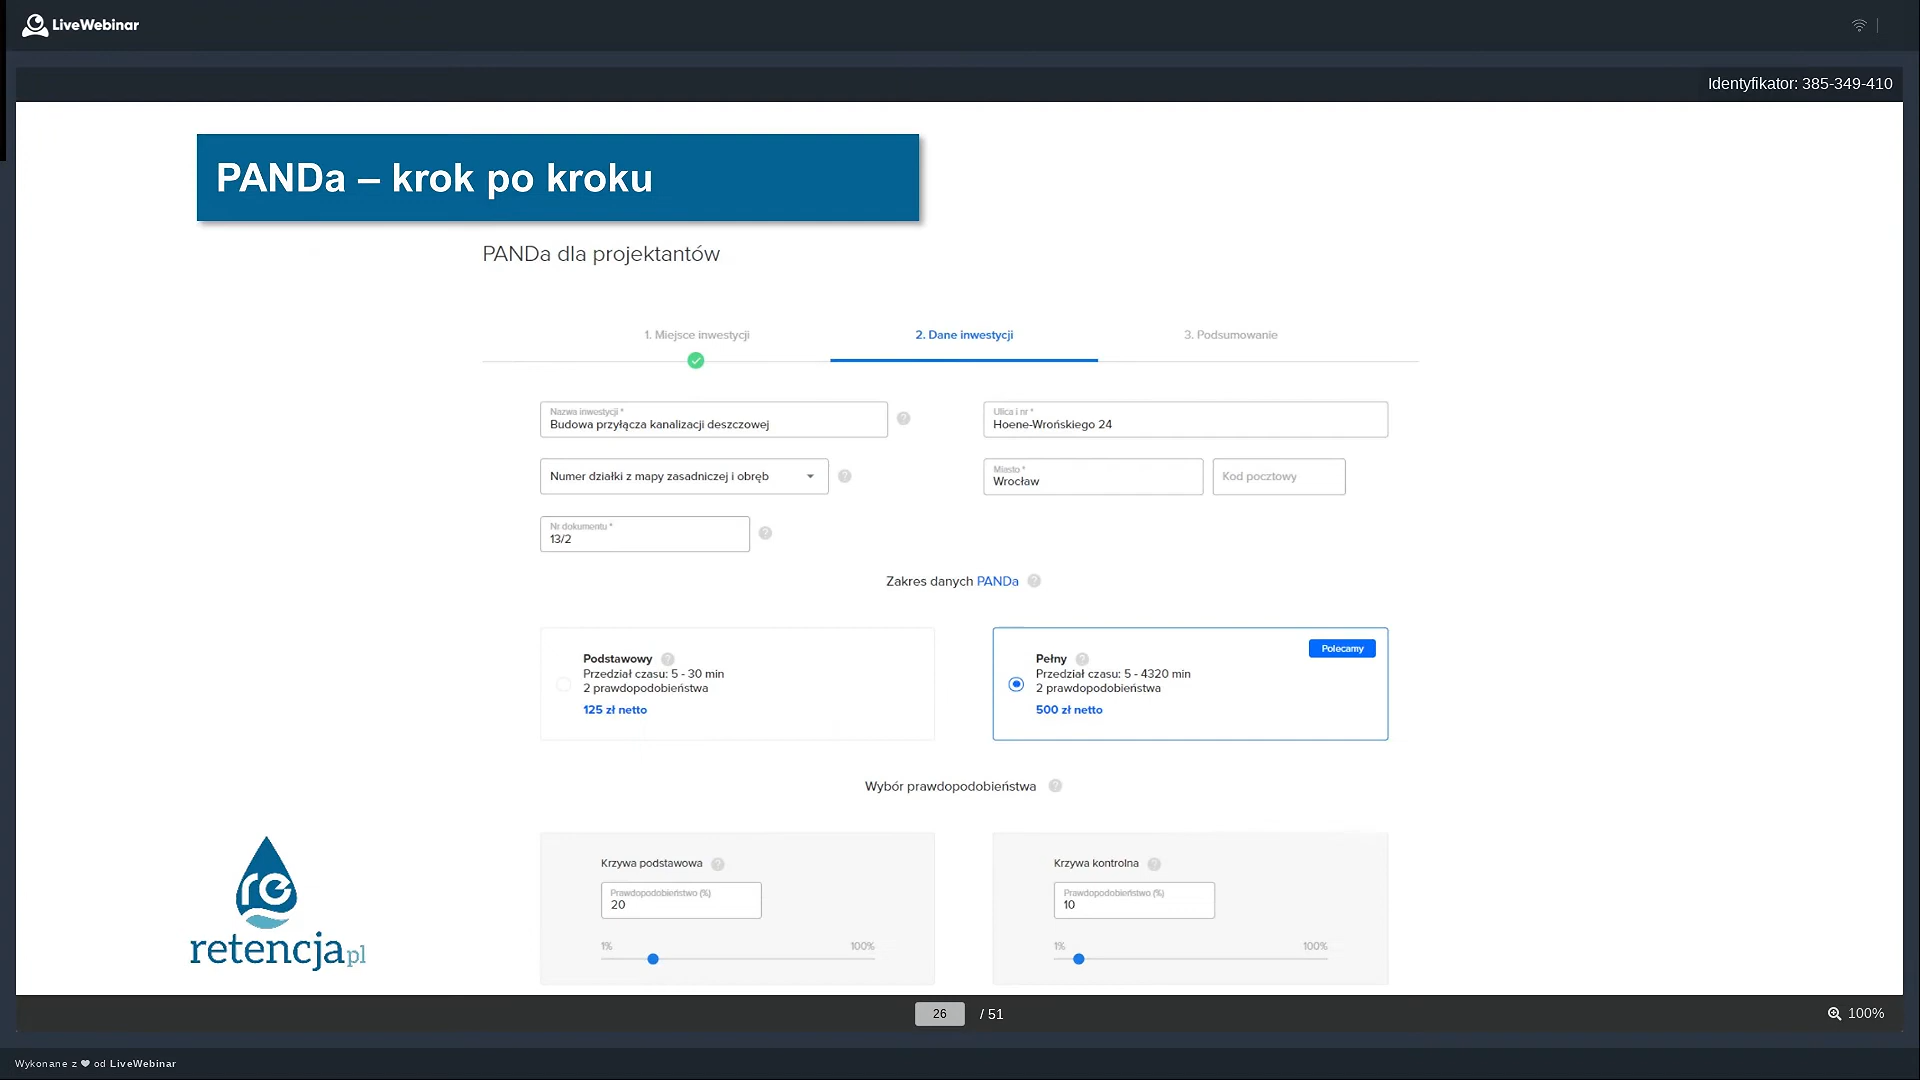 LiveWebinar
Identyfikator: 385-349-410
PANDa – krok po kroku
PANDa dla projektantów
1. Miejsce inwestycji
2. Dane inwestycji
3. Podsumowanie
Nazwa inwestycji *
Budowa przyłącza kanalizacji deszczowej
?
Ulica i nr *
Hoene-Wrońskiego 24
Numer działki z mapy zasadniczej i obręb
?
Miasto *
Wrocław
Kod pocztowy
Nr dokumentu *
13/2
?
Zakres danych PANDa ?
Podstawowy ?
Przedział czasu: 5 - 30 min
2 prawdopodobieństwa
125 zł netto
Polecamy
Pełny ?
Przedział czasu: 5 - 4320 min
2 prawdopodobieństwa
500 zł netto
Wybór prawdopodobieństwa ?
Krzywa podstawowa ?
Prawdopodobieństwo (%)
20
1% 100%
Krzywa kontrolna ?
Prawdopodobieństwo (%)
10
1% 100%
re
retencja.pl
26 / 51
100%
Wykonane z ❤ od LiveWebinar